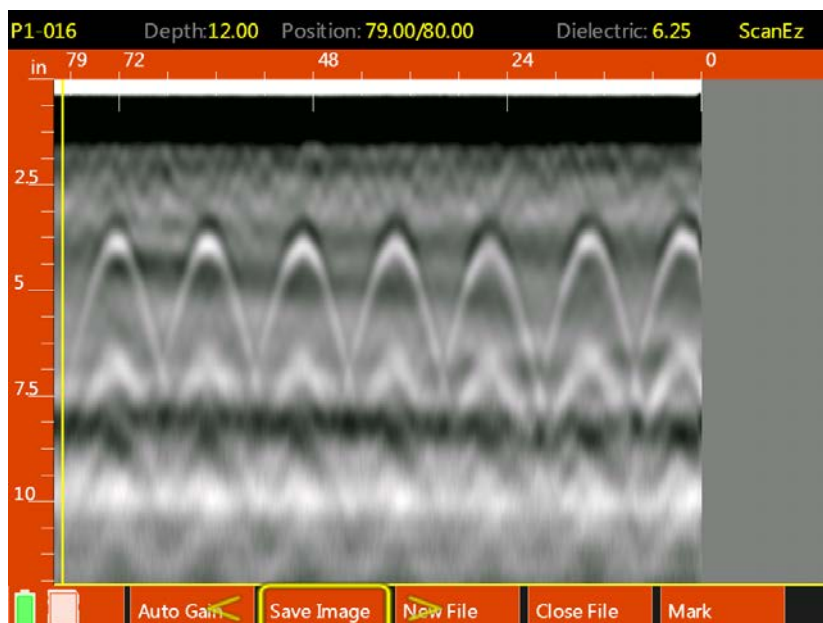 P1-016 Depth:12.00 Position: 79.00/80.00 Dielectric: 6.25 ScanEz
in 79 72 48 24 0
2.5
5
7.5
10
Auto Gain < Save Image New File > Close File Mark